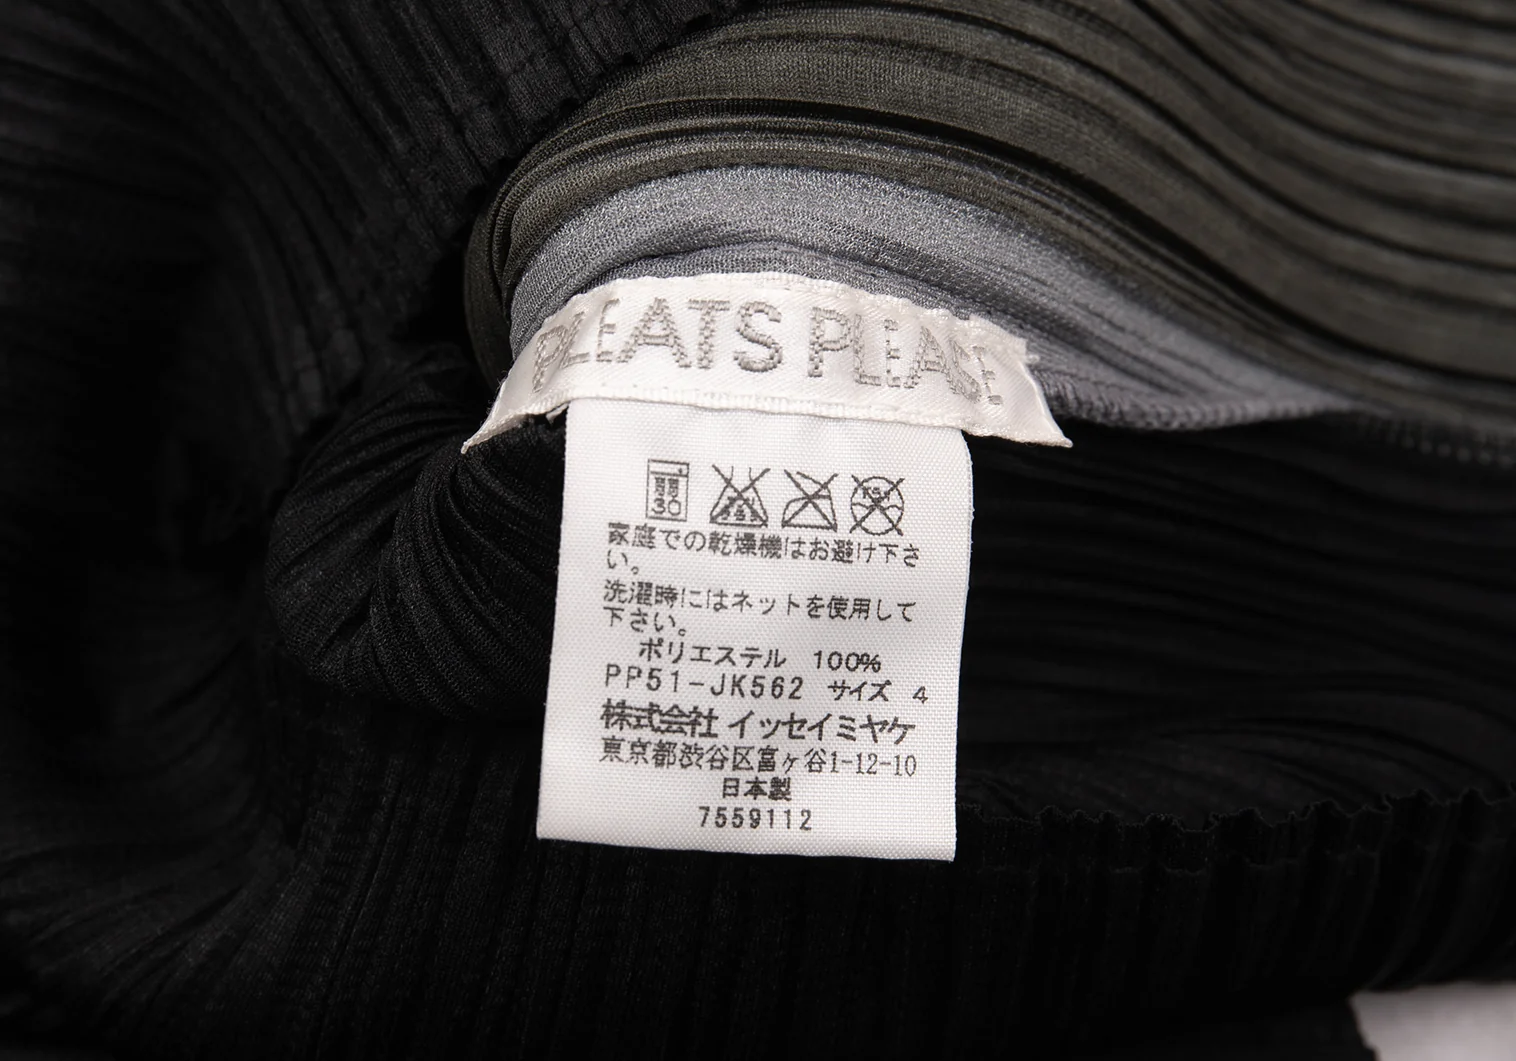 PLEATS PLEASE
弱
30
家庭での乾燥機はお避け下さ
い。
洗濯時にはネットを使用して
下さい。
ポリエステル 100%
PP51-JK562 サイズ 4
株式会社 イッセイミヤケ
東京都渋谷区富ヶ谷1-12-10
日本製
7559112